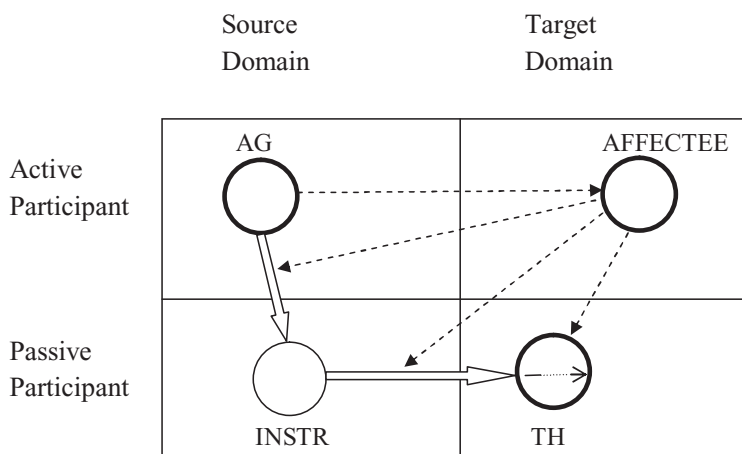 Source
Domain
Target
Domain
AG
AFFECTEE
Active
Participant
Passive
Participant
INSTR
TH